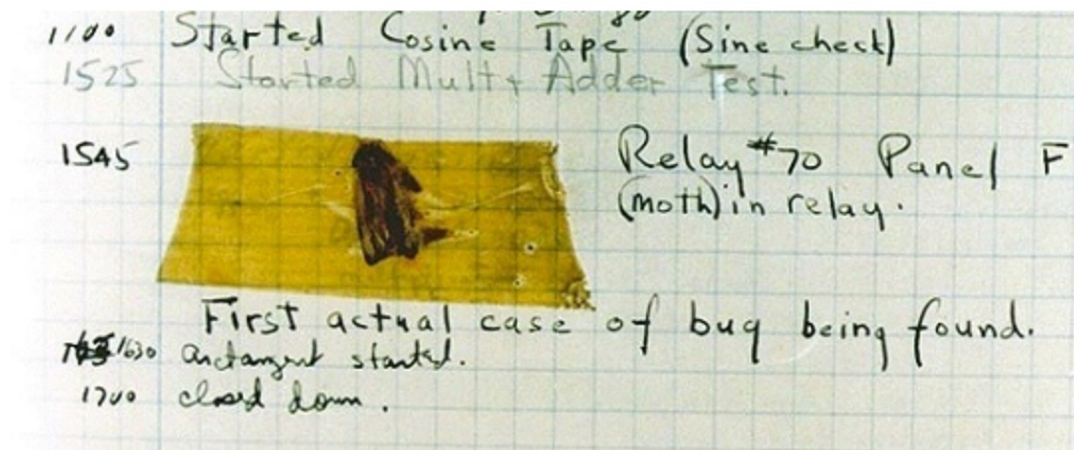 1100 Started Cosine Tape (Sine check)
1525 Started Mult + Adder Test.
1545 Relay #70 Panel F
(moth) in relay.
First actual case of bug being found.
1630 arctangent started.
1700 closed down.